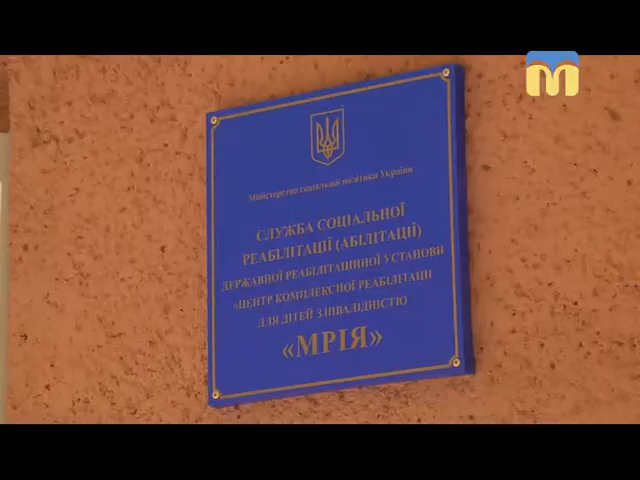 Міністерство соціальної політики України
СЛУЖБА СОЦІАЛЬНОЇ
РЕАБІЛІТАЦІЇ (АБІЛІТАЦІЇ)
ДЕРЖАВНОЇ РЕАБІЛІТАЦІЙНОЇ УСТАНОВИ
«ЦЕНТР КОМПЛЕКСНОЇ РЕАБІЛІТАЦІЇ
ДЛЯ ДІТЕЙ З ІНВАЛІДНІСТЮ
«МРІЯ»